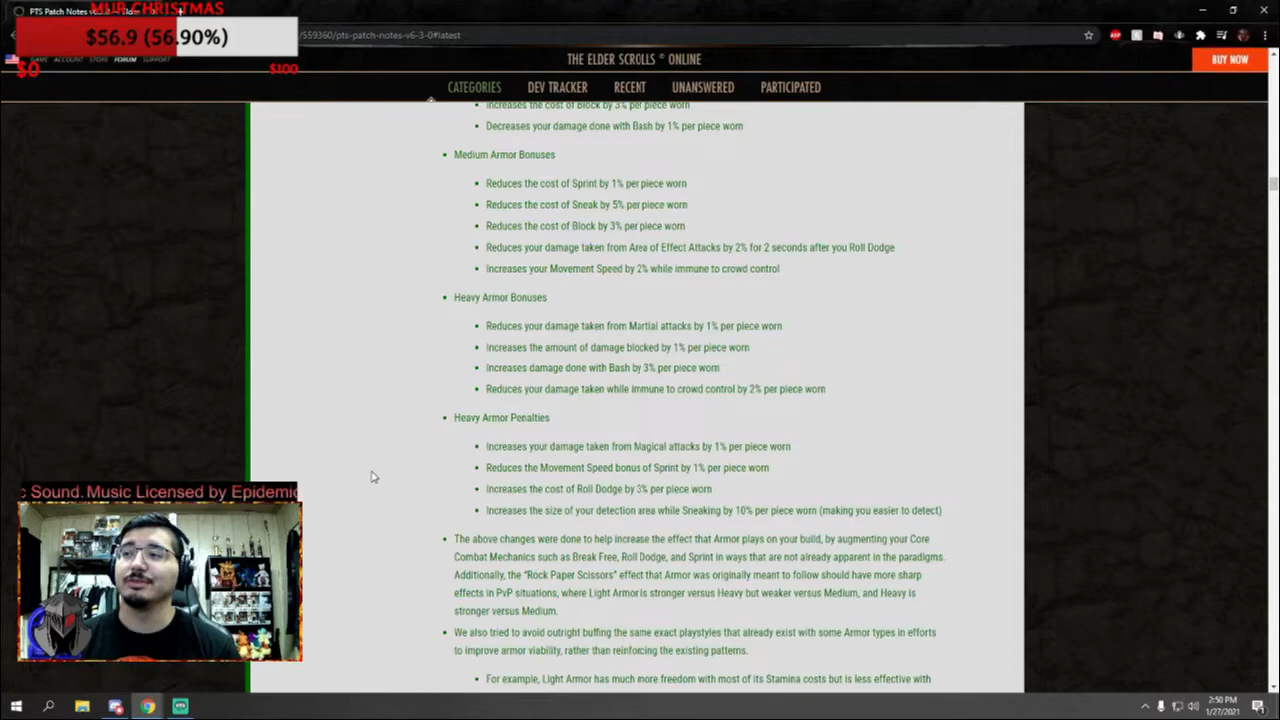 PTS Patch Notes
MUB CHRISTMAS
$56.9 (56.90%)
$0
$100
/559360/pts-patch-notes-v6-3-0#latest
GAME ACCOUNT STORE FORUM SUPPORT
THE ELDER SCROLLS ONLINE
BUY NOW
CATEGORIES DEV TRACKER RECENT UNANSWERED PARTICIPATED
Increases the cost of Block by 3% per piece worn
Decreases your damage done with Bash by 1% per piece worn
Medium Armor Bonuses
Reduces the cost of Sprint by 1% per piece worn
Reduces the cost of Sneak by 5% per piece worn
Reduces the cost of Block by 3% per piece worn
Reduces your damage taken from Area of Effect Attacks by 2% for 2 seconds after you Roll Dodge
Increases your Movement Speed by 2% while immune to crowd control
Heavy Armor Bonuses
Reduces your damage taken from Martial attacks by 1% per piece worn
Increases the amount of damage blocked by 1% per piece worn
Increases damage done with Bash by 3% per piece worn
Reduces your damage taken while immune to crowd control by 2% per piece worn
Heavy Armor Penalties
Increases your damage taken from Magical attacks by 1% per piece worn
Reduces the Movement Speed bonus of Sprint by 1% per piece worn
Increases the cost of Roll Dodge by 3% per piece worn
Increases the size of your detection area while Sneaking by 10% per piece worn (making you easier to detect)
The above changes were done to help increase the effect that Armor plays on your build, by augmenting your Core
Combat Mechanics such as Break Free, Roll Dodge, and Sprint in ways that are not already apparent in the paradigms.
Additionally, the "Rock Paper Scissors" effect that Armor was originally meant to follow should have more sharp
effects in PvP situations, where Light Armor is stronger versus Heavy but weaker versus Medium, and Heavy is
stronger versus Medium.
We also tried to avoid outright buffing the same exact playstyles that already exist with some Armor types in efforts
to improve armor viability, rather than reinforcing the existing patterns.
For example, Light Armor has much more freedom with most of its Stamina costs but is less effective with
c Sound. Music Licensed by Epidemic
2:50 PM
1/27/2021